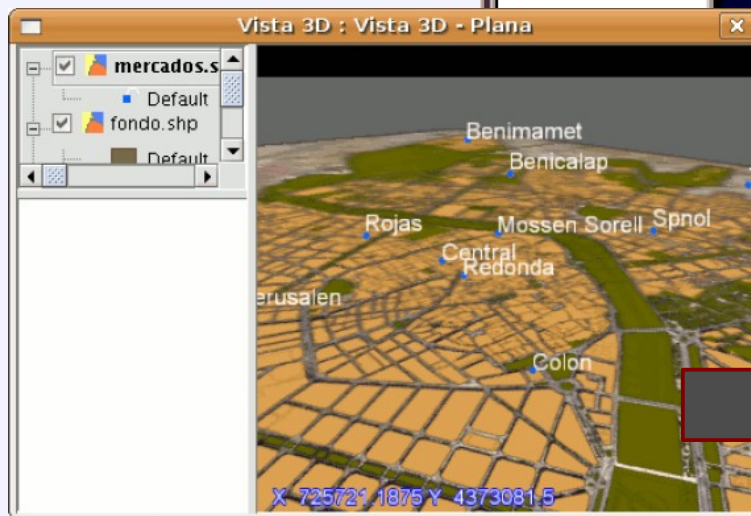 Vista 3D : Vista 3D - Plana
mercados.s
Default
fondo.shp
Default
Benimamet
Benicalap
Rojas
Mossen Sorell
Spnol
Central
Redonda
erusalen
Colon
X 725721.1875 Y 4373081.5